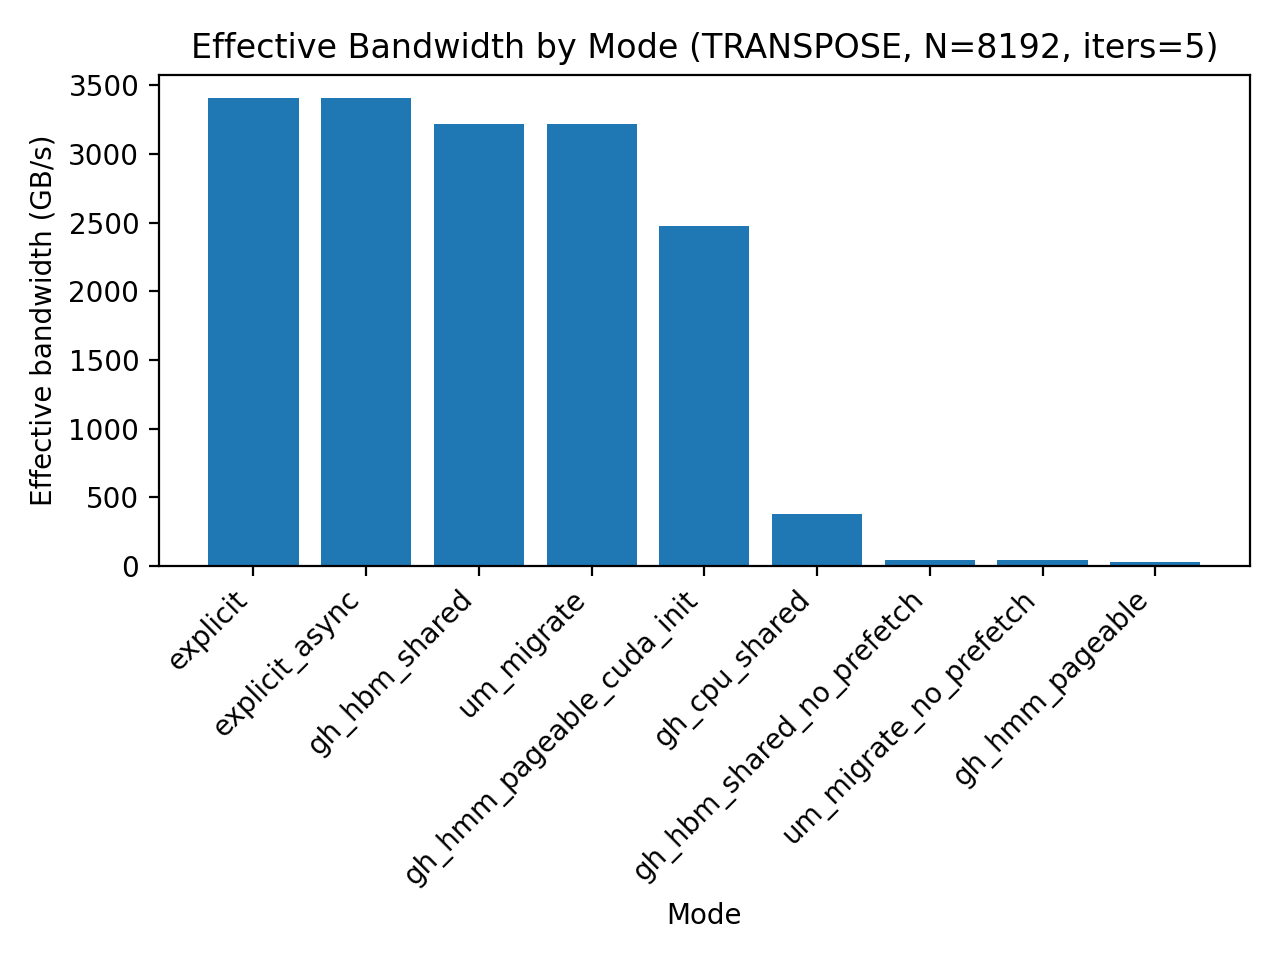 Effective Bandwidth by Mode (TRANSPOSE, N=8192, iters=5)
Effective bandwidth (GB/s)
3500
3000
2500
2000
1500
1000
500
0
explicit
explicit_async
gh_hbm_shared
um_migrate
gh_hmm_pageable_cuda_init
gh_cpu_shared
gh_hbm_shared_no_prefetch
um_migrate_no_prefetch
gh_hmm_pageable
Mode